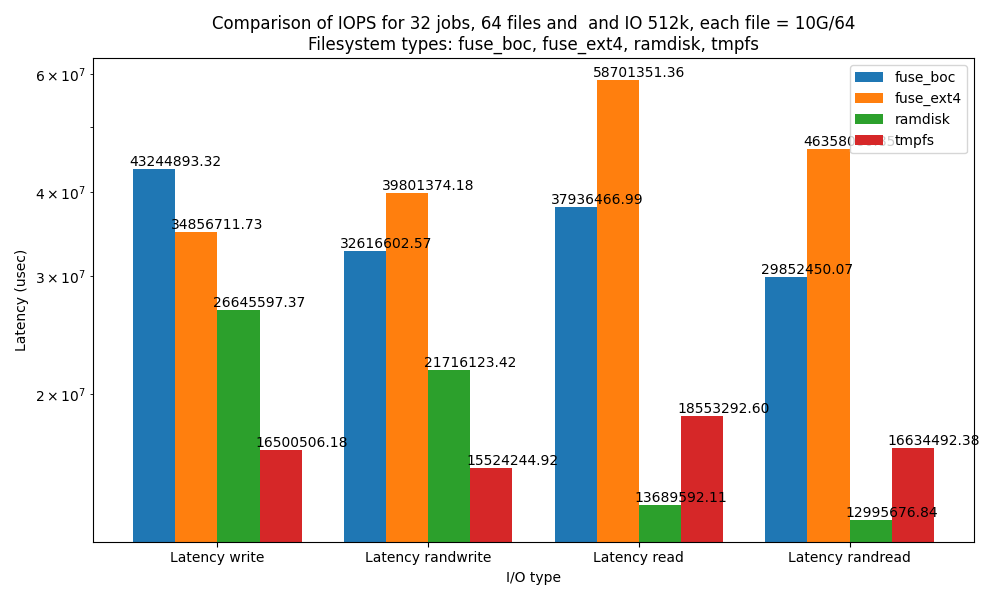 Comparison of IOPS for 32 jobs, 64 files and  and IO 512k, each file = 10G/64
Filesystem types: fuse_boc, fuse_ext4, ramdisk, tmpfs
fuse_boc
fuse_ext4
ramdisk
tmpfs
Latency (usec)
6 × 10⁷
4 × 10⁷
3 × 10⁷
2 × 10⁷
43244893.32
34856711.73
26645597.37
16500506.18
32616602.57
39801374.18
21716123.42
15524244.92
37936466.99
58701351.36
13689592.11
18553292.60
29852450.07
12995676.84
16634492.38
Latency write
Latency randwrite
Latency read
Latency randread
I/O type